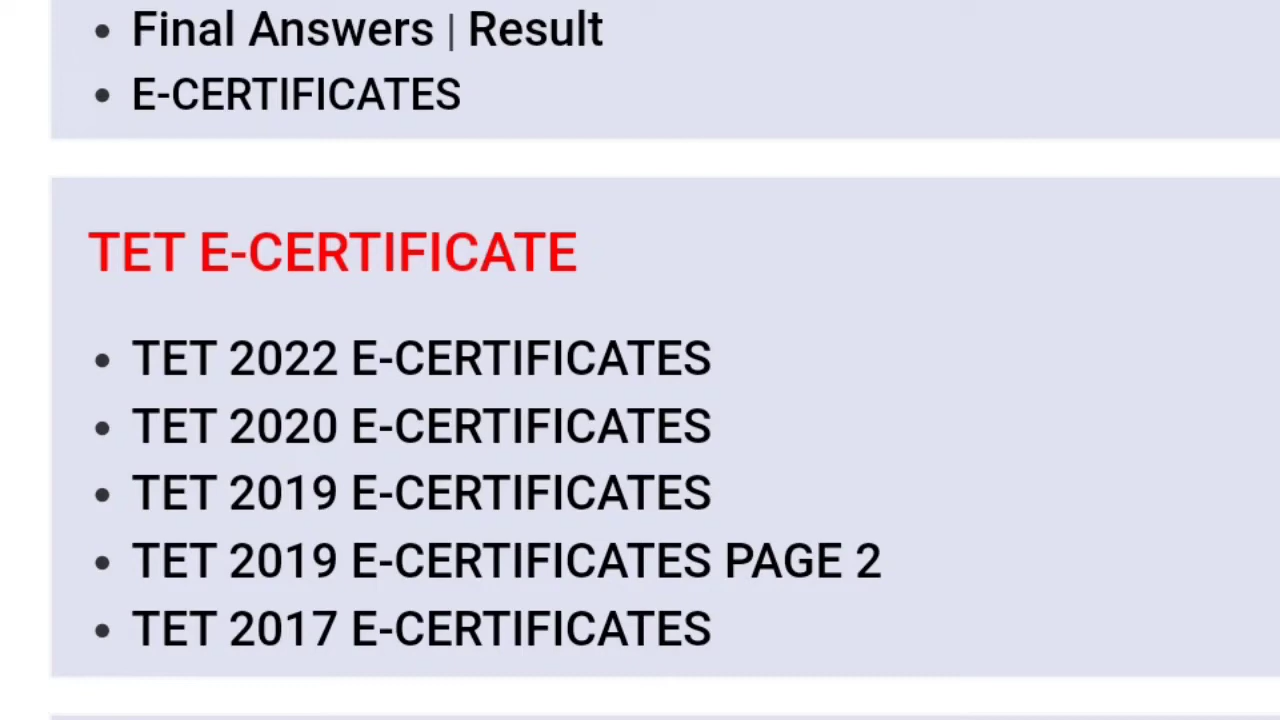 Final Answers | Result
E-CERTIFICATES
TET E-CERTIFICATE
TET 2022 E-CERTIFICATES
TET 2020 E-CERTIFICATES
TET 2019 E-CERTIFICATES
TET 2019 E-CERTIFICATES PAGE 2
TET 2017 E-CERTIFICATES